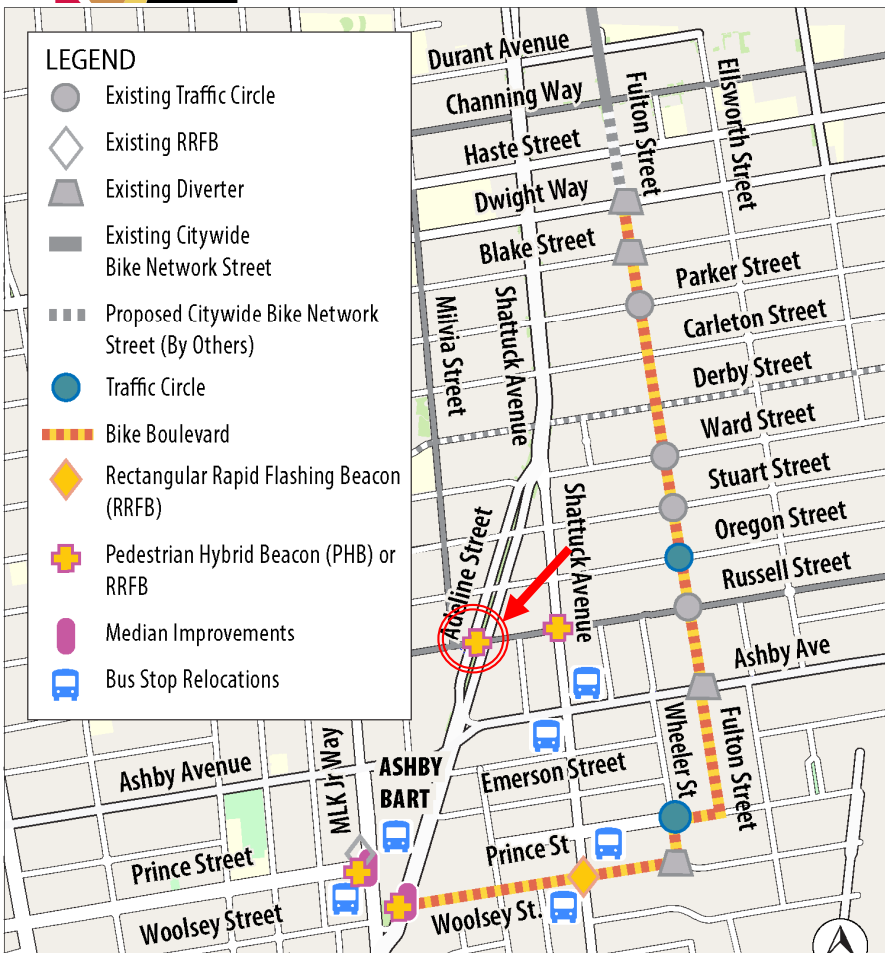 LEGEND
Existing Traffic Circle
Existing RRFB
Existing Diverter
Existing Citywide
Bike Network Street
Proposed Citywide Bike Network
Street (By Others)
Traffic Circle
Bike Boulevard
Rectangular Rapid Flashing Beacon
(RRFB)
Pedestrian Hybrid Beacon (PHB) or
RRFB
Median Improvements
Bus Stop Relocations
Durant Avenue
Channing Way
Haste Street
Dwight Way
Blake Street
Fulton Street
Ellsworth Street
Parker Street
Carleton Street
Derby Street
Ward Street
Stuart Street
Oregon Street
Russell Street
Ashby Ave
Milvia Street
Shattuck Avenue
Shattuck Avenue
Adeline Street
Wheeler St
Fulton Street
Emerson Street
Ashby Avenue
MLK Jr Way
ASHBY
BART
Prince Street
Prince St
Woolsey Street
Woolsey St.